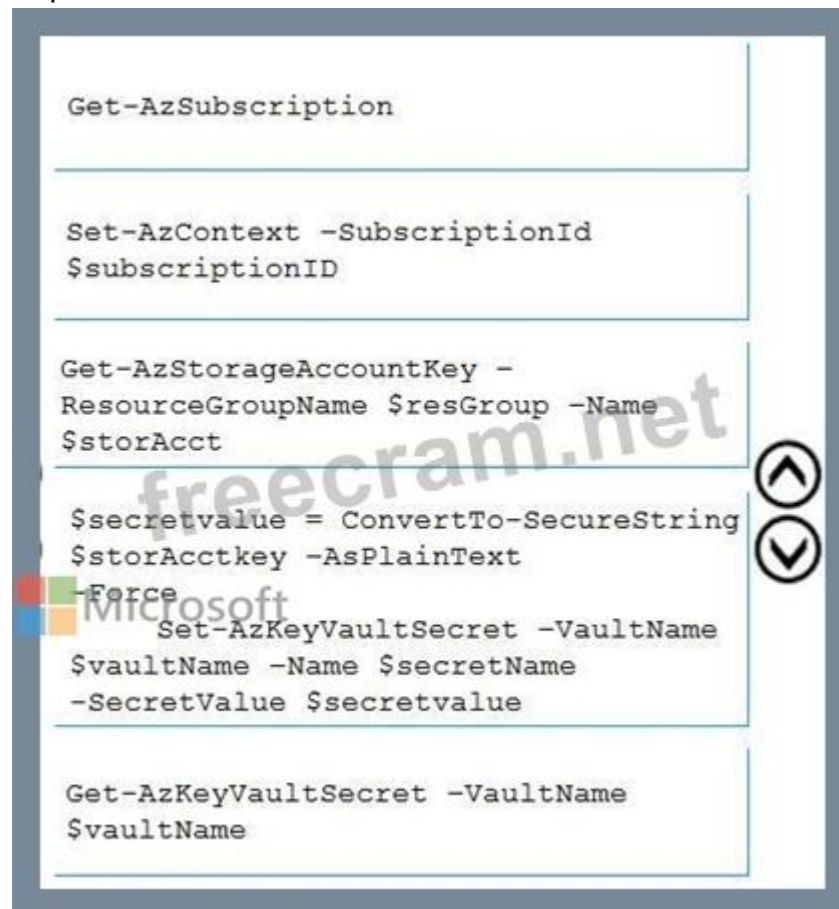 Get-AzSubscription
Set-AzContext -SubscriptionId
$subscriptionID
Get-AzStorageAccountKey -
ResourceGroupName $resGroup -Name
$storAcct
freecram.net
$secretvalue = ConvertTo-SecureString
$storAcctkey -AsPlainText
-Force
Microsoft
Set-AzKeyVaultSecret -VaultName
$vaultName -Name $secretName
-SecretValue $secretvalue
Get-AzKeyVaultSecret -VaultName
$vaultName